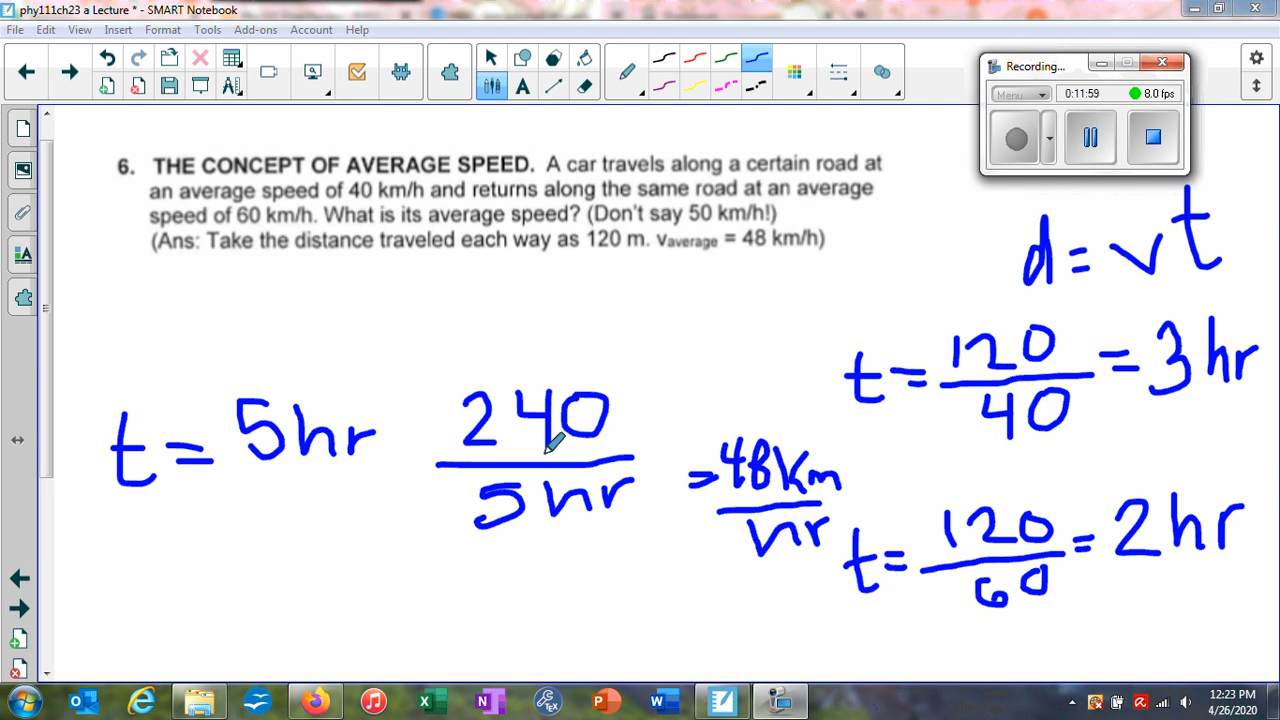 phy111ch23 a Lecture * - SMART Notebook
File Edit View Insert Format Tools Add-ons Account Help
Recording...
Menu 0:11:59 8.0 fps
6. THE CONCEPT OF AVERAGE SPEED. A car travels along a certain road at
an average speed of 40 km/h and returns along the same road at an average
speed of 60 km/h. What is its average speed? (Don't say 50 km/h!)
(Ans: Take the distance traveled each way as 120 m. vaverage = 48 km/h)
d = vt
t = 120/40 = 3 hr
t = 5hr 240/5 hr = 48 Km/hr
t = 120/60 = 2 hr
12:23 PM
4/26/2020